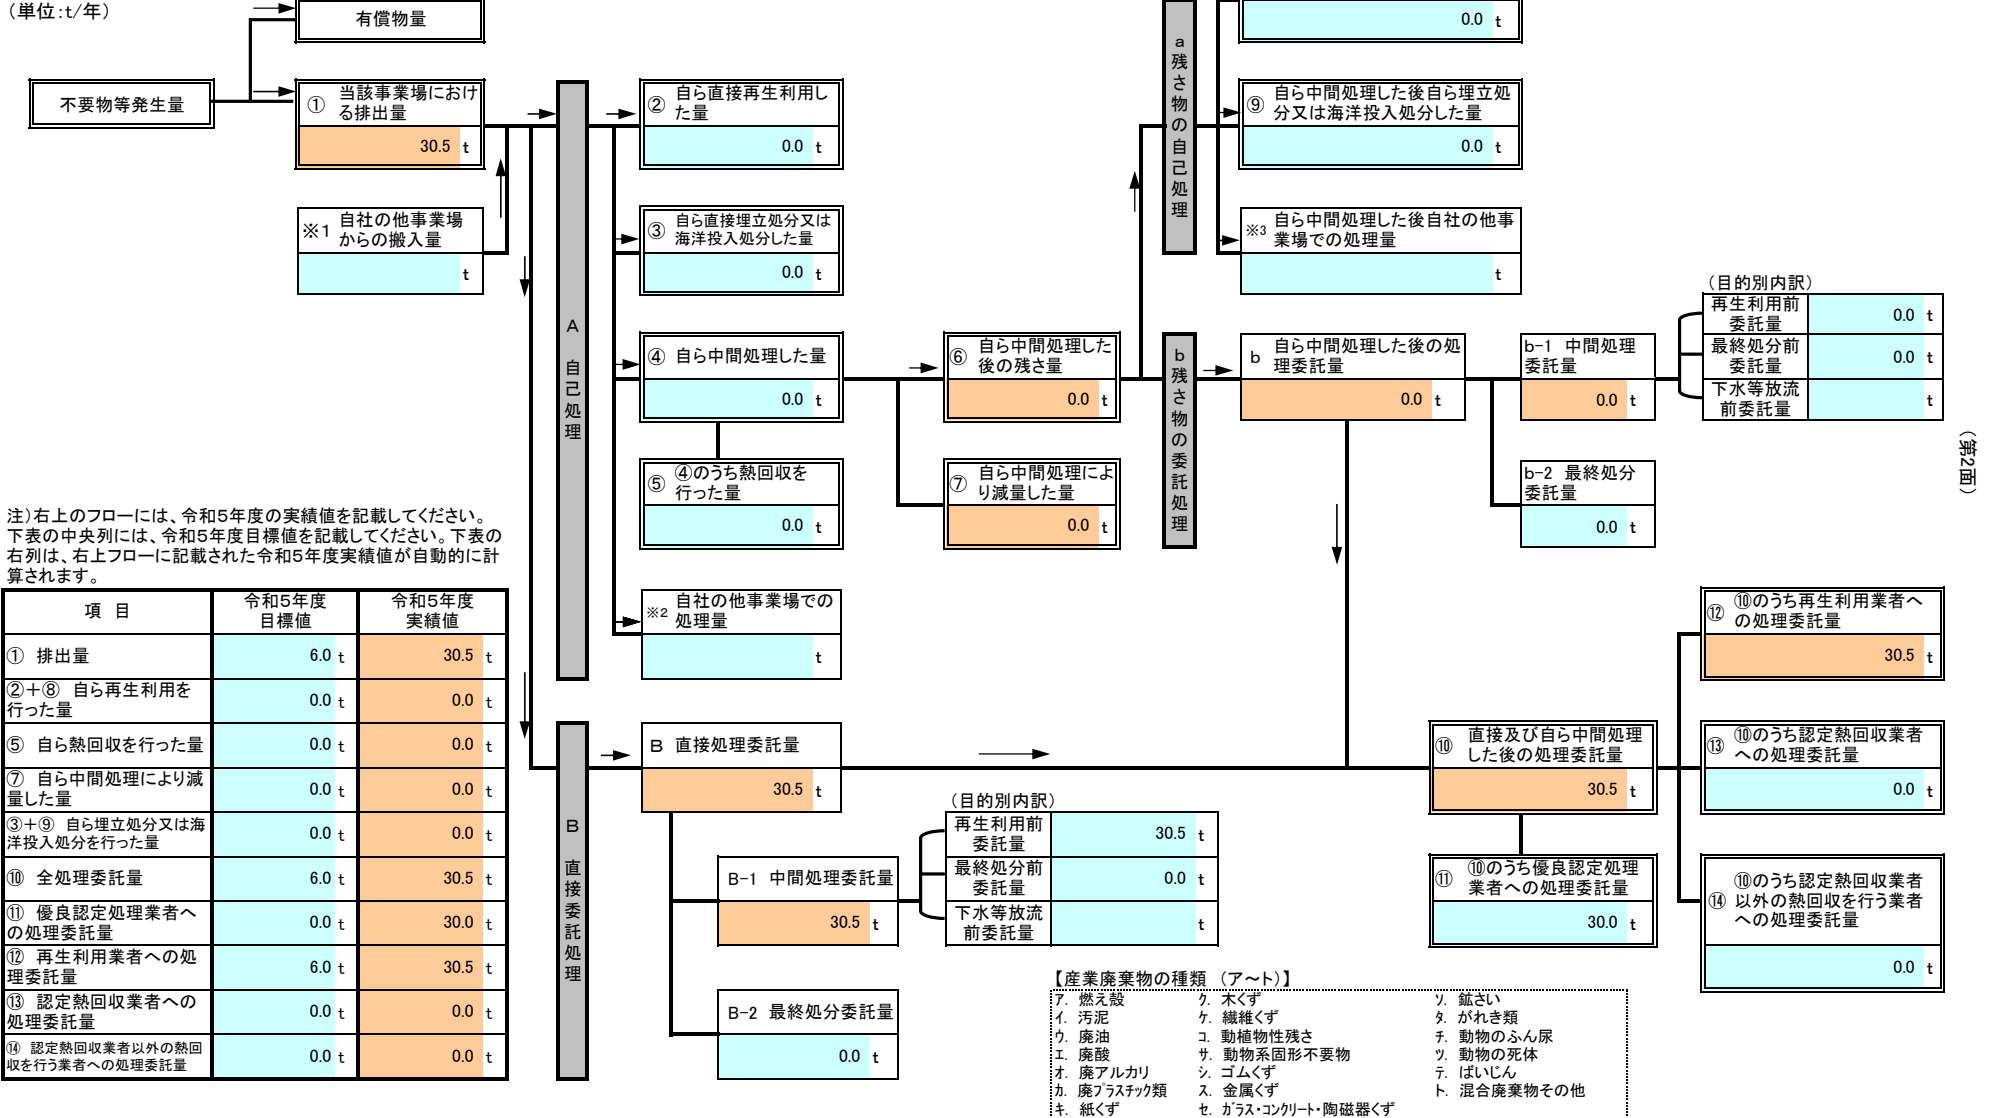 （単位：t/年）
有償物量
不要物等発生量
① 当該事業場におけ
る排出量
30.5 t
※1 自社の他事業場
からの搬入量
t
A 自己処理
② 自ら直接再生利用し
た量
0.0 t
③ 自ら直接埋立処分又は
海洋投入処分した量
0.0 t
④ 自ら中間処理した量
0.0 t
⑤ ④のうち熱回収を
行った量
0.0 t
※2 自社の他事業場での
処理量
t
⑥ 自ら中間処理した
後の残さ量
0.0 t
⑦ 自ら中間処理によ
り減量した量
0.0 t
a残さ物の自己処理
0.0 t
⑨ 自ら中間処理した後自ら埋立処
分又は海洋投入処分した量
0.0 t
※3 自ら中間処理した後自社の他事
業場での処理量
t
b残さ物の委託処理
b 自ら中間処理した後の処
理委託量
0.0 t
b-1 中間処理
委託量
0.0 t
b-2 最終処分
委託量
0.0 t
（目的別内訳）
再生利用前
委託量
0.0 t
最終処分前
委託量
0.0 t
下水等放流
前委託量
t
（第2面）
注）右上のフローには、令和５年度の実績値を記載してください。
下表の中央列には、令和５年度目標値を記載してください。下表の
右列は、右上フローに記載された令和５年度実績値が自動的に計
算されます。
項 目
令和５年度
目標値
令和５年度
実績値
① 排出量 6.0 t 30.5 t
②＋⑧ 自ら再生利用を
行った量
0.0 t 0.0 t
⑤ 自ら熱回収を行った量 0.0 t 0.0 t
⑦ 自ら中間処理により減
量した量
0.0 t 0.0 t
③＋⑨ 自ら埋立処分又は海
洋投入処分を行った量
0.0 t 0.0 t
⑩ 全処理委託量 6.0 t 30.5 t
⑪ 優良認定処理業者へ
の処理委託量
0.0 t 30.0 t
⑫ 再生利用業者への処
理委託量
6.0 t 30.5 t
⑬ 認定熱回収業者への
処理委託量
0.0 t 0.0 t
⑭ 認定熱回収業者以外の熱回
収を行う業者への処理委託量
0.0 t 0.0 t
B 直接委託処理
B 直接処理委託量
30.5 t
B-1 中間処理委託量
30.5 t
B-2 最終処分委託量
0.0 t
（目的別内訳）
再生利用前
委託量
30.5 t
最終処分前
委託量
0.0 t
下水等放流
前委託量
t
⑩ 直接及び自ら中間処理
した後の処理委託量
30.5 t
⑪ ⑩のうち優良認定処理
業者への処理委託量
30.0 t
⑫ ⑩のうち再生利用業者へ
の処理委託量
30.5 t
⑬ ⑩のうち認定熱回収業者
への処理委託量
0.0 t
⑭ ⑩のうち認定熱回収業者
以外の熱回収を行う業者
への処理委託量
0.0 t
【産業廃棄物の種類 （ア～ト）】
ｱ. 燃え殻 ｸ. 木くず ｿ. 鉱さい
ｲ. 汚泥 ｹ. 繊維くず ﾀ. がれき類
ｳ. 廃油 ｺ. 動植物性残さ ﾁ. 動物のふん尿
ｴ. 廃酸 ｻ. 動物系固形不要物 ﾂ. 動物の死体
ｵ. 廃アルカリ ｼ. ゴムくず ﾃ. ばいじん
ｶ. 廃ﾌﾟﾗｽﾁｯｸ類 ｽ. 金属くず ﾄ. 混合廃棄物その他
ｷ. 紙くず ｾ. ｶﾞﾗｽ・ｺﾝｸﾘｰﾄ・陶磁器くず